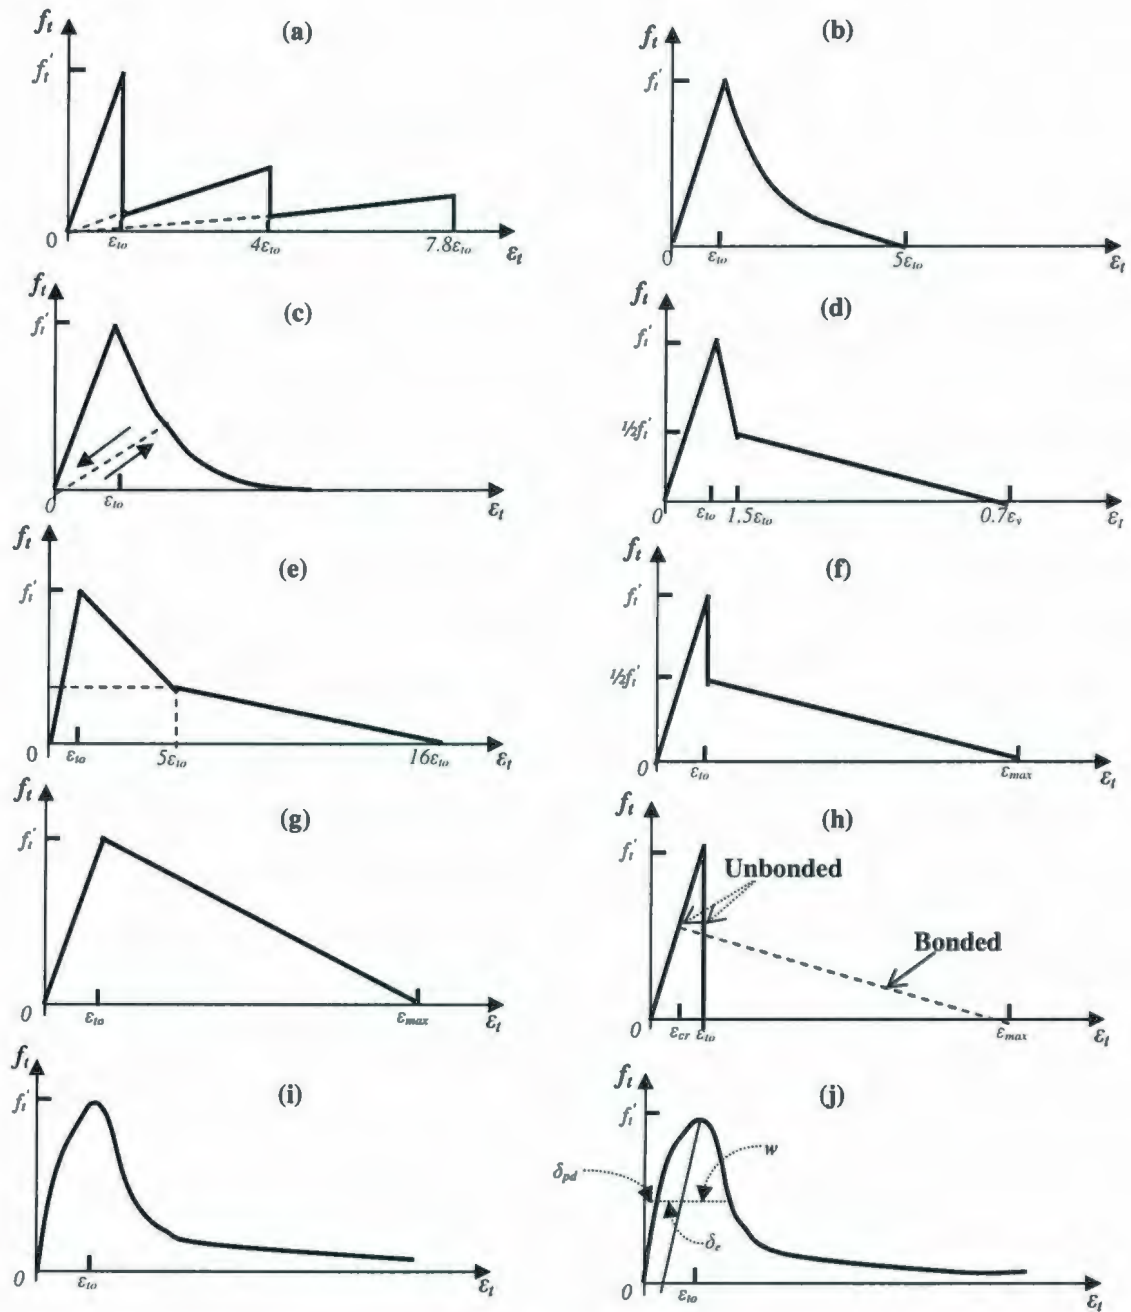 f_t (a)
f_t'
0 ε_to 4ε_to 7.8ε_to ε_t
f_t (b)
f_t'
0 ε_to 5ε_to ε_t
f_t (c)
f_t'
0 ε_to ε_t
f_t (d)
f_t'
½f_t'
0 ε_to 1.5ε_to 0.7ε_y ε_t
f_t (e)
f_t'
0 ε_to 5ε_to 16ε_to ε_t
f_t (f)
f_t'
½f_t'
0 ε_to ε_max ε_t
f_t (g)
f_t'
0 ε_to ε_max ε_t
f_t (h)
f_t'
Unbonded
Bonded
0 ε_cr ε_to ε_max ε_t
f_t (i)
f_t'
0 ε_to ε_t
f_t (j)
f_t'
w
δ_pd
δ_e
0 ε_to ε_t